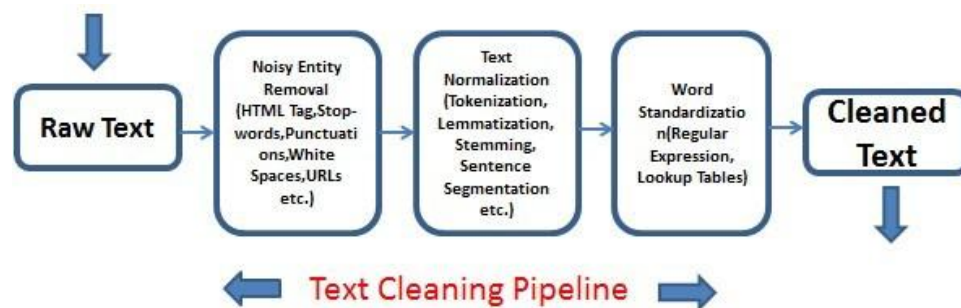 Raw Text
Noisy Entity
Removal
(HTML Tag,Stop-
words,Punctuati
ons,White
Spaces,URLs
etc.)
Text
Normalization
(Tokenization,
Lemmatization,
Stemming,
Sentence
Segmentation
etc.)
Word
Standardizatio
n(Regular
Expression,
Lookup Tables)
Cleaned
Text
Text Cleaning Pipeline